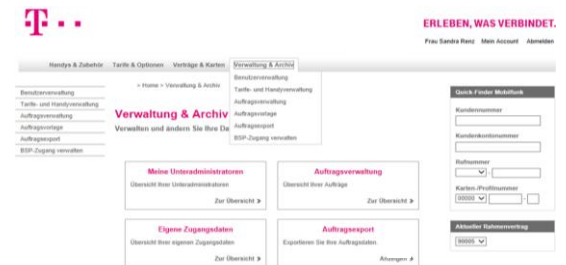 T
ERLEBEN, WAS VERBINDET.
Frau Sandra Renz Mein Account Abmelden
Handys & Zubehör Tarife & Optionen Verträge & Karten Verwaltung & Archiv
Benutzerverwaltung
Tarife- und Handyverwaltung
Auftragsverwaltung
Auftragsvorlage
Auftragsexport
BSP-Zugang verwalten
> Home > Verwaltung & Archiv
Benutzerverwaltung
Tarife- und Handyverwaltung
Auftragsverwaltung
Auftragsvorlage
Auftragsexport
BSP-Zugang verwalten
Verwaltung & Archiv
Verwalten und ändern Sie Ihre Da
Meine Unteradministratoren
Übersicht Ihrer Unteradministratoren
Zur Übersicht >
Auftragsverwaltung
Übersicht Ihrer Aufträge
Zur Übersicht >
Eigene Zugangsdaten
Übersicht Ihrer eigenen Zugangsdaten
Zur Übersicht >
Auftragsexport
Exportieren Sie Ihre Auftragsdaten.
Quick-Finder Mobilfunk
Kundennummer
Kundenkontonummer
Rufnummer
-
Karten-/Profilnummer
00000 -
Aktueller Rahmenvertrag